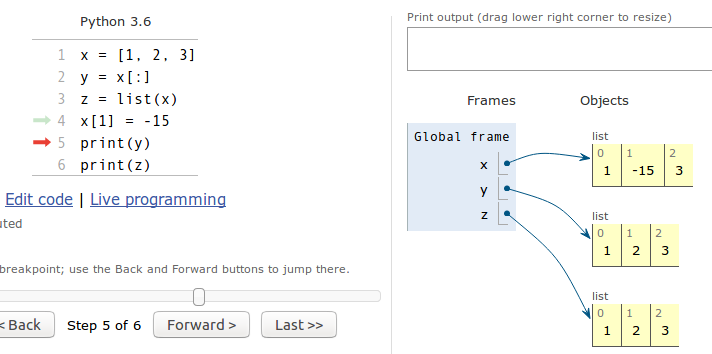 Python 3.6
1 x = [1, 2, 3]
2 y = x[:]
3 z = list(x)
4 x[1] = -15
5 print(y)
6 print(z)
Edit code | Live programming
uted
breakpoint; use the Back and Forward buttons to jump there.
< Back Step 5 of 6 Forward > Last >>
Print output (drag lower right corner to resize)
Frames Objects
Global frame
x
y
z
list
0 1 2
1 -15 3
list
0 1 2
1 2 3
list
0 1 2
1 2 3